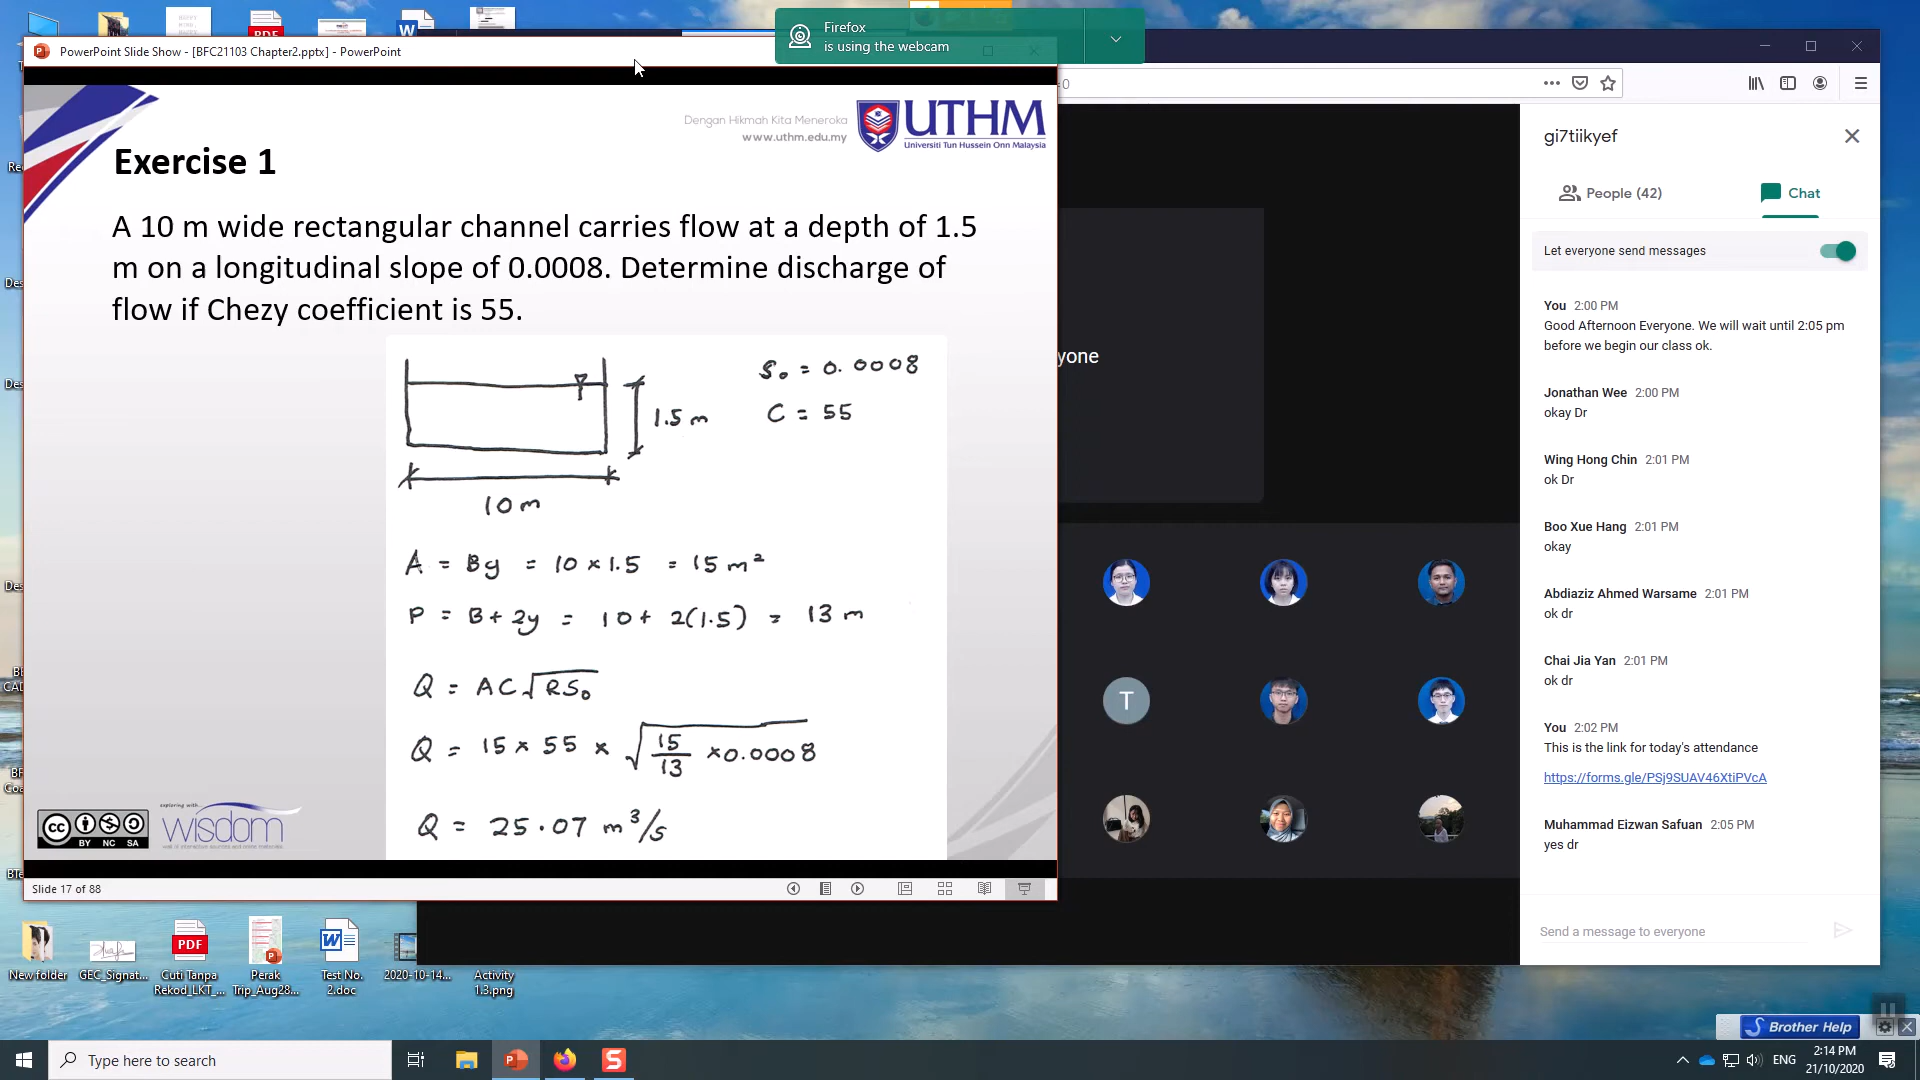 Firefox
is using the webcam
PowerPoint Slide Show - [BFC21103 Chapter2.pptx] - PowerPoint
Dengan Hikmah Kita Meneroka
www.uthm.edu.my
UTHM
Universiti Tun Hussein Onn Malaysia
Exercise 1
A 10 m wide rectangular channel carries flow at a depth of 1.5
m on a longitudinal slope of 0.0008. Determine discharge of
flow if Chezy coefficient is 55.
S₀ = 0.0008
C = 55
1.5 m
10 m
A = By = 10 × 1.5 = 15 m²
P = B + 2y = 10 + 2(1.5) = 13 m
Q = AC√RS₀
Q = 15 × 55 × √15/13 × 0.0008
Q = 25.07 m³/s
cc BY NC SA
exploring with...
wisdom
Slide 17 of 88
yone
T
gi7tiikyef
People (42)
Chat
Let everyone send messages
You 2:00 PM
Good Afternoon Everyone. We will wait until 2:05 pm
before we begin our class ok.
Jonathan Wee 2:00 PM
okay Dr
Wing Hong Chin 2:01 PM
ok Dr
Boo Xue Hang 2:01 PM
okay
Abdiaziz Ahmed Warsame 2:01 PM
ok dr
Chai Jia Yan 2:01 PM
ok dr
You 2:02 PM
This is the link for today's attendance
https://forms.gle/PSj9SUAV46XtiPVcA
Muhammad Eizwan Safuan 2:05 PM
yes dr
Send a message to everyone
New folder
GEC_Signat...
PDF
Cuti Tanpa
Rekod_LKT_...
Perak
Trip_Aug28...
Test No.
2.doc
2020-10-14...
Activity
1.3.png
Brother Help
Type here to search
ENG
2:14 PM
21/10/2020